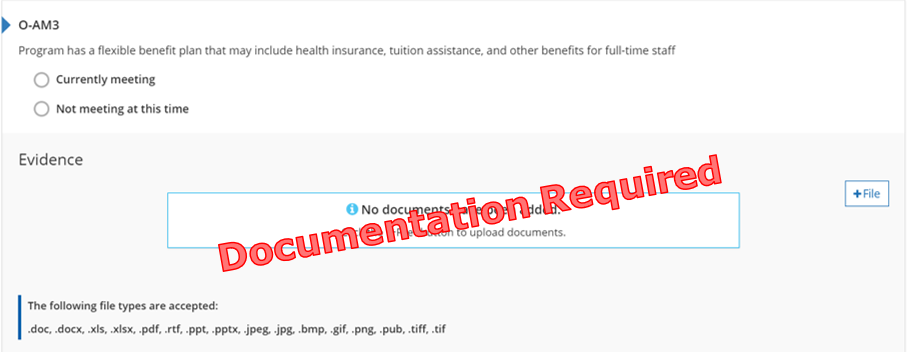 O-AM3
Program has a flexible benefit plan that may include health insurance, tuition assistance, and other benefits for full-time staff
Currently meeting
Not meeting at this time
Evidence
+File
No documents added.
to upload documents.
Documentation Required
The following file types are accepted:
.doc, .docx, .xls, .xlsx, .pdf, .rtf, .ppt, .pptx, .jpeg, .jpg, .bmp, .gif, .png, .pub, .tiff, .tif